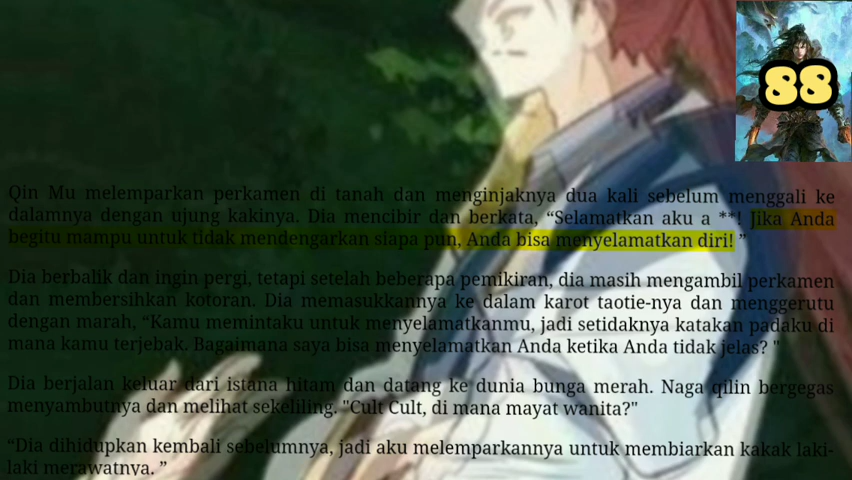 88
Qin Mu melemparkan perkamen di tanah dan menginjaknya dua kali sebelum menggali ke
dalamnya dengan ujung kakinya. Dia mencibir dan berkata, “Selamatkan aku a **! Jika Anda
begitu mampu untuk tidak mendengarkan siapa pun, Anda bisa menyelamatkan diri! ”
Dia berbalik dan ingin pergi, tetapi setelah beberapa pemikiran, dia masih mengambil perkamen
dan membersihkan kotoran. Dia memasukkannya ke dalam karot taotie-nya dan menggerutu
dengan marah, “Kamu memintaku untuk menyelamatkanmu, jadi setidaknya katakan padaku di
mana kamu terjebak. Bagaimana saya bisa menyelamatkan Anda ketika Anda tidak jelas? "
Dia berjalan keluar dari istana hitam dan datang ke dunia bunga merah. Naga qilin bergegas
menyambutnya dan melihat sekeliling. "Cult Cult, di mana mayat wanita?"
“Dia dihidupkan kembali sebelumnya, jadi aku melemparkannya untuk membiarkan kakak laki-
laki merawatnya. ”